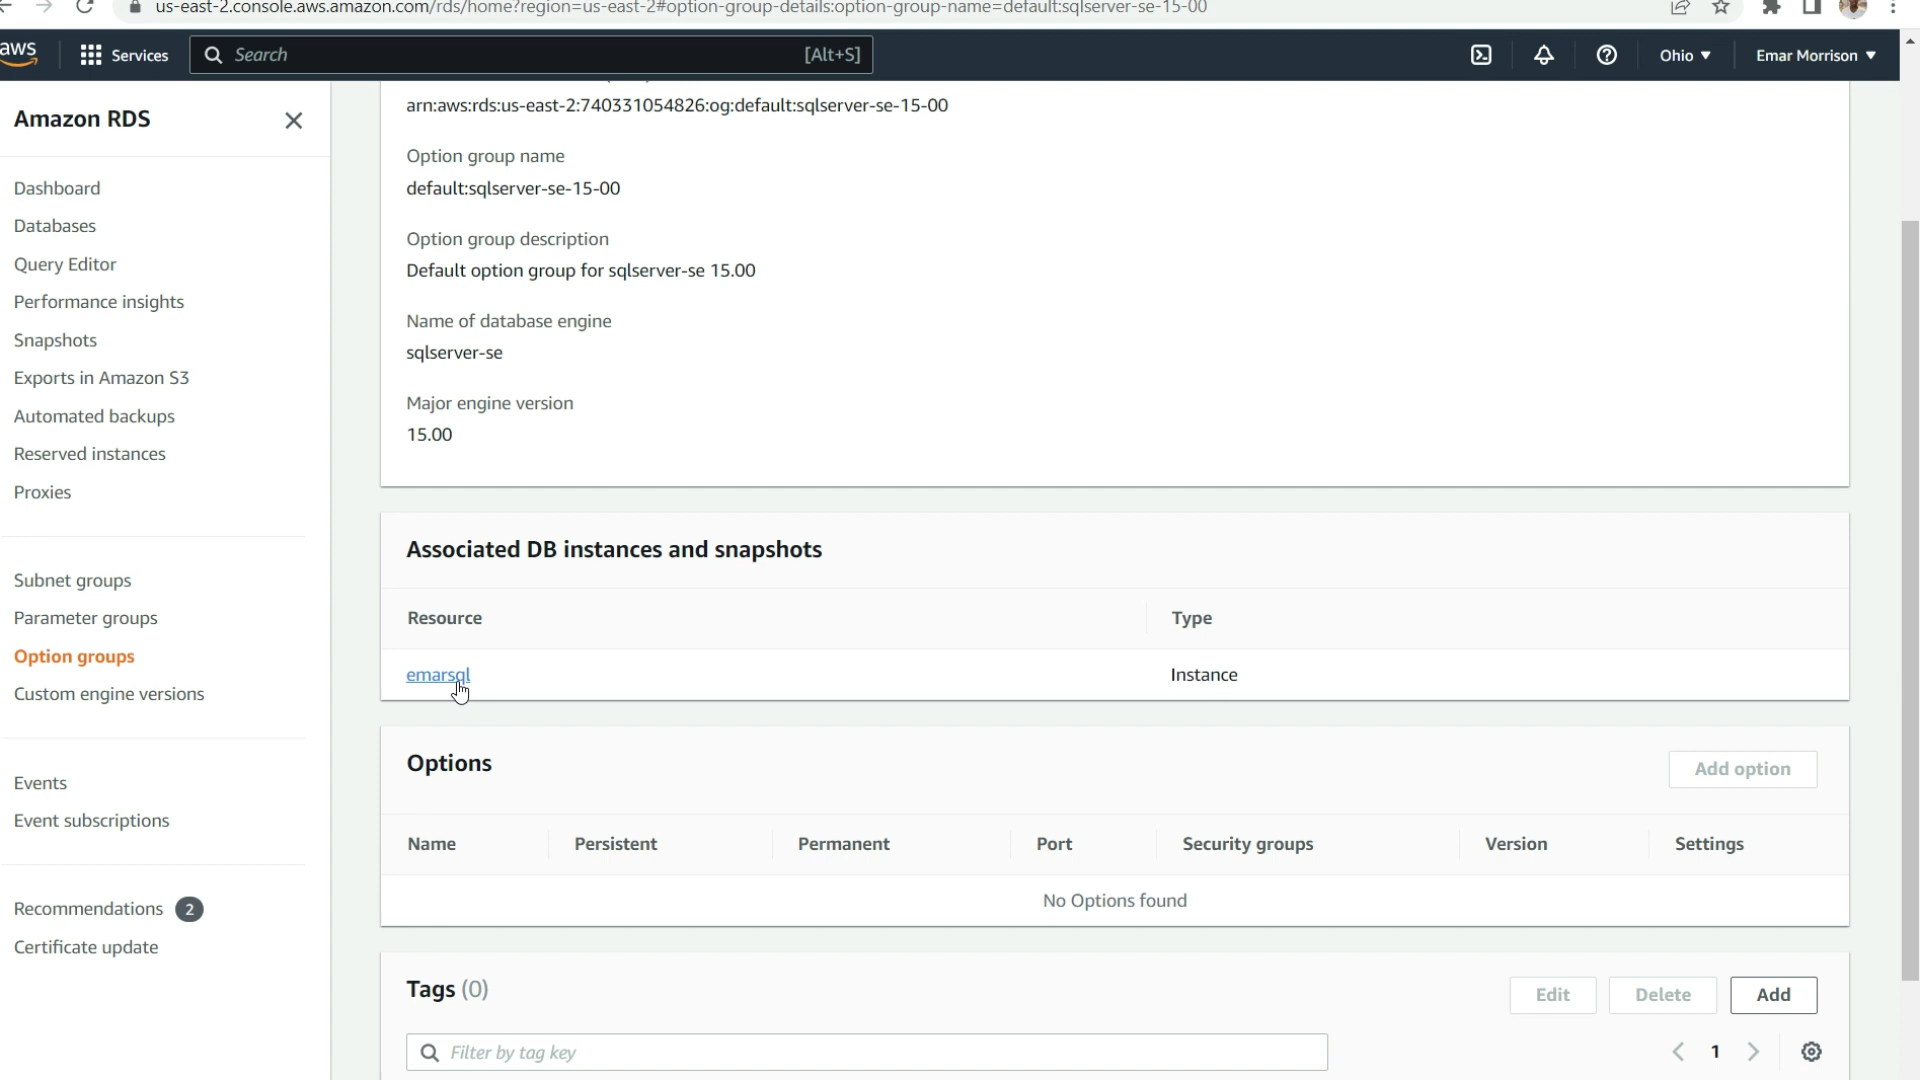 us-east-2.console.aws.amazon.com/rds/home?region=us-east-2#option-group-details:option-group-name=default:sqlserver-se-15-00
aws Services Search [Alt+S] Ohio Emar Morrison
Amazon RDS
Dashboard
Databases
Query Editor
Performance insights
Snapshots
Exports in Amazon S3
Automated backups
Reserved instances
Proxies
Subnet groups
Parameter groups
Option groups
Custom engine versions
Events
Event subscriptions
Recommendations 2
Certificate update
arn:aws:rds:us-east-2:740331054826:og:default:sqlserver-se-15-00
Option group name
default:sqlserver-se-15-00
Option group description
Default option group for sqlserver-se 15.00
Name of database engine
sqlserver-se
Major engine version
15.00
Associated DB instances and snapshots
Resource Type
emarsql Instance
Options Add option
Name Persistent Permanent Port Security groups Version Settings
No Options found
Tags (0) Edit Delete Add
Filter by tag key 1